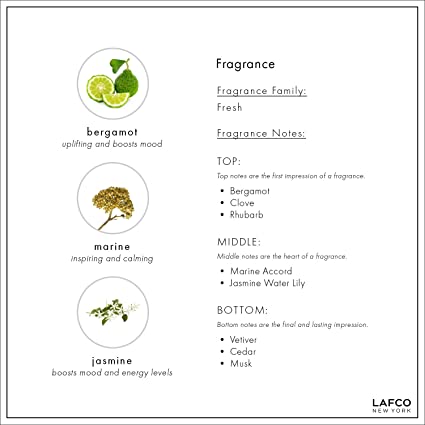 bergamot
uplifting and boosts mood
marine
inspiring and calming
jasmine
boosts mood and energy levels
Fragrance
Fragrance Family:
Fresh
Fragrance Notes:
TOP:
Top notes are the first impression of a fragrance.
• Bergamot
• Clove
• Rhubarb
MIDDLE:
Middle notes are the heart of a fragrance.
• Marine Accord
• Jasmine Water Lily
BOTTOM:
Bottom notes are the final and lasting impression.
• Vetiver
• Cedar
• Musk
LAFCO
NEW YORK